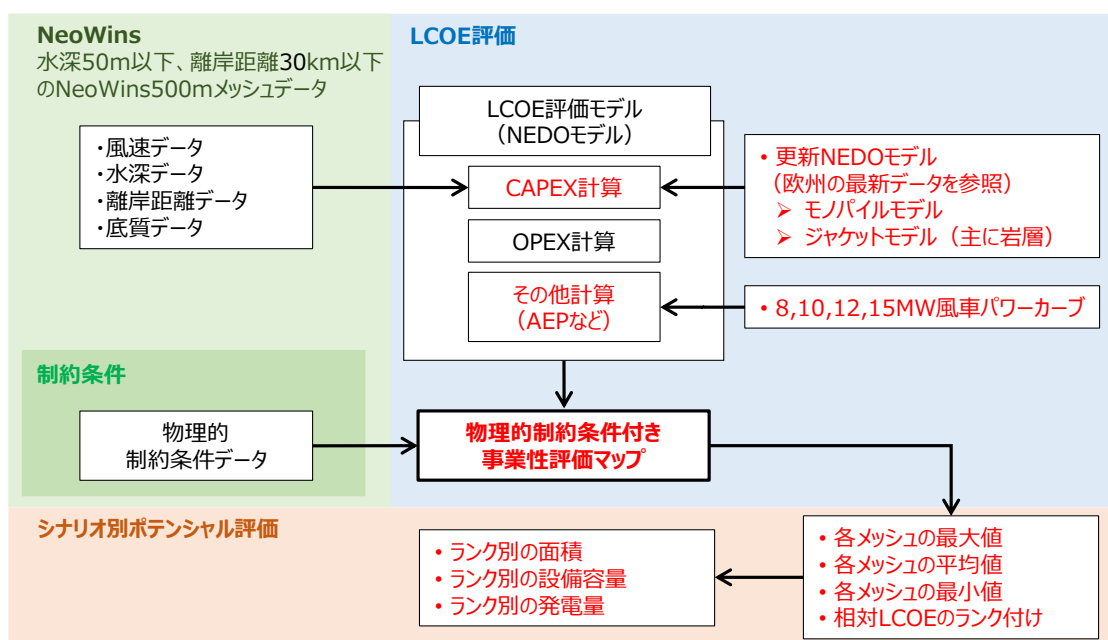 NeoWins
水深50m以下、離岸距離30km以下
のNeoWins500mメッシュデータ
・風速データ
・水深データ
・離岸距離データ
・底質データ
制約条件
物理的
制約条件データ
LCOE評価
LCOE評価モデル
（NEDOモデル）
CAPEX計算
OPEX計算
その他計算
（AEPなど）
• 更新NEDOモデル
（欧州の最新データを参照）
➢ モノパイルモデル
➢ ジャケットモデル（主に岩層）
• 8,10,12,15MW風車パワーカーブ
物理的制約条件付き
事業性評価マップ
シナリオ別ポテンシャル評価
• ランク別の面積
• ランク別の設備容量
• ランク別の発電量
• 各メッシュの最大値
• 各メッシュの平均値
• 各メッシュの最小値
• 相対LCOEのランク付け